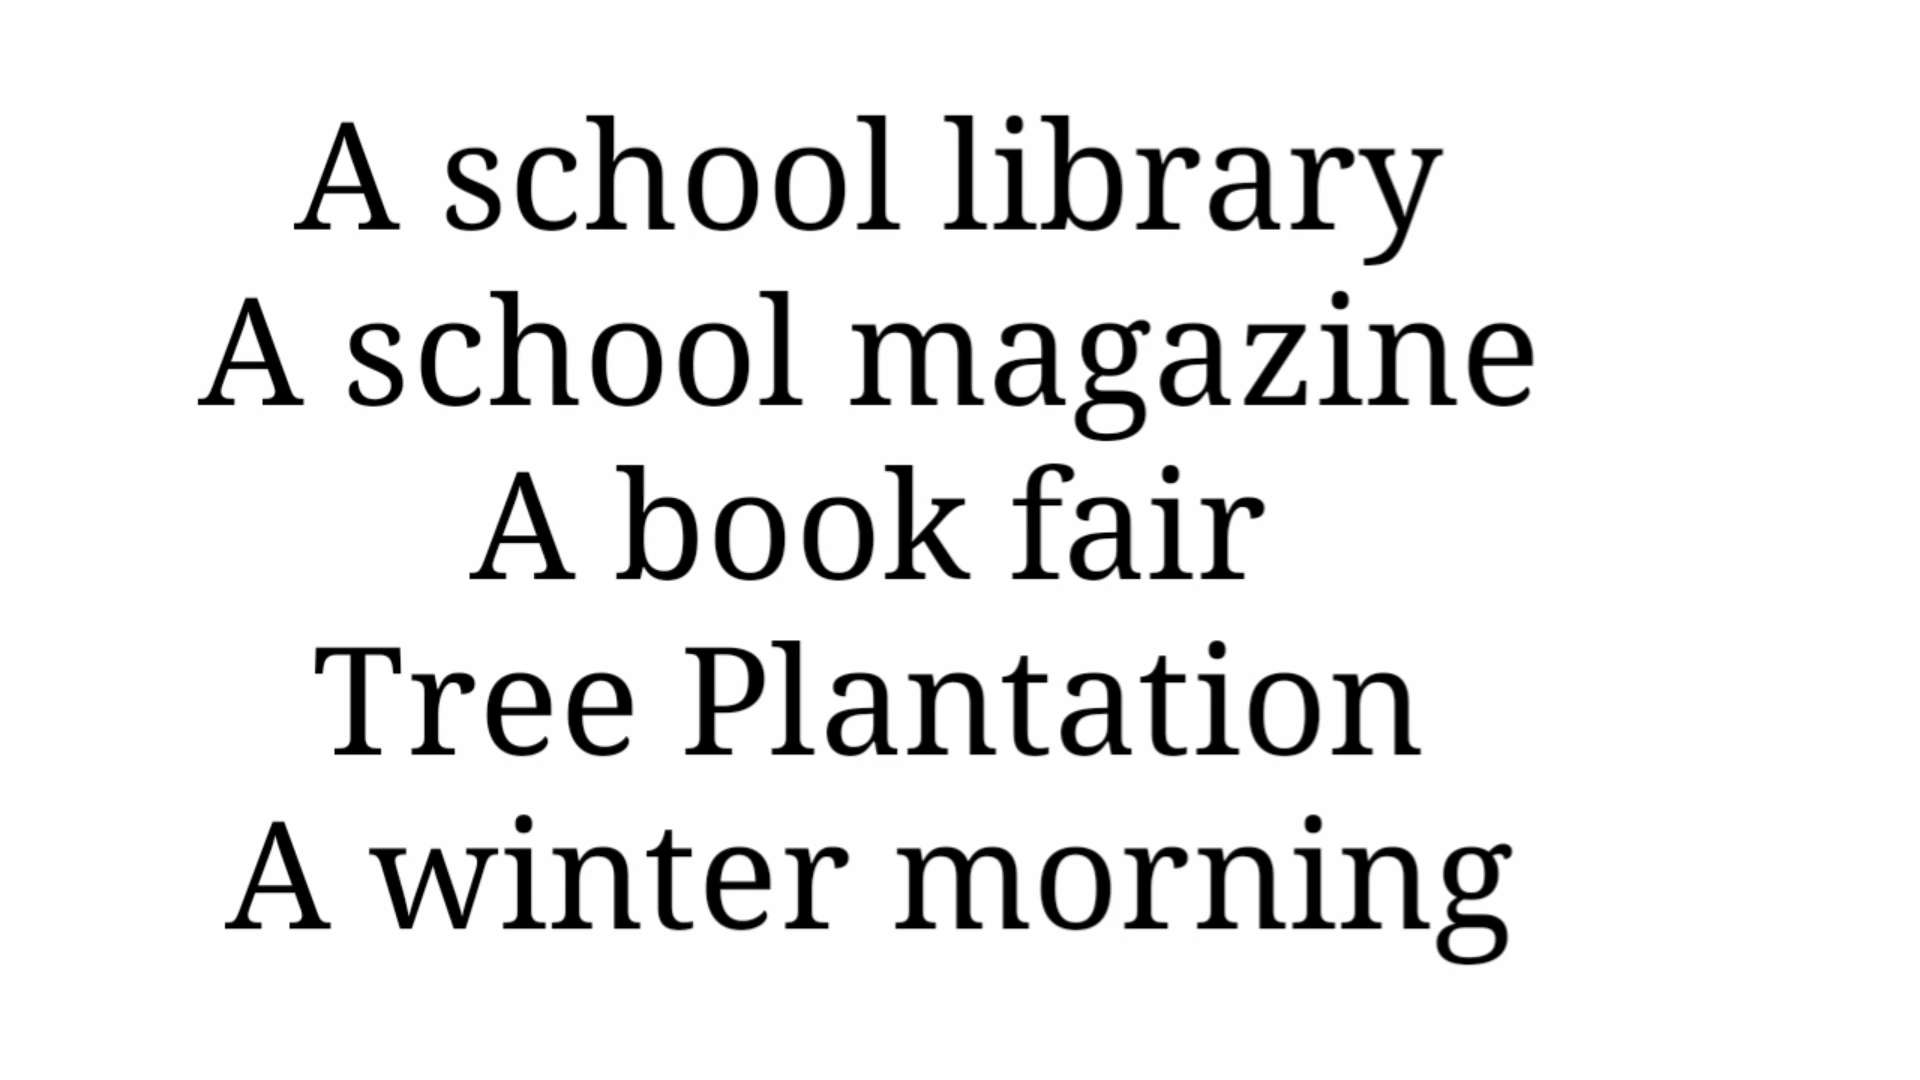 A school library
A school magazine
A book fair
Tree Plantation
A winter morning